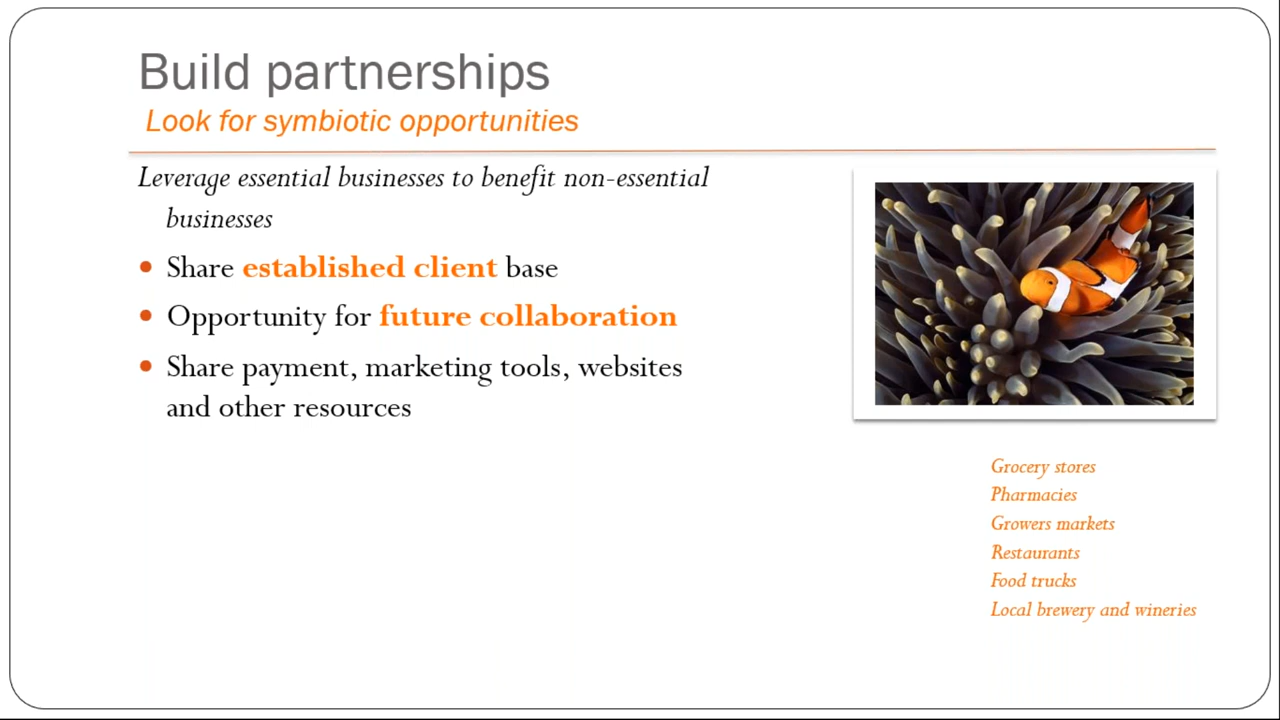 Build partnerships
Look for symbiotic opportunities
Leverage essential businesses to benefit non-essential
businesses
• Share established client base
• Opportunity for future collaboration
• Share payment, marketing tools, websites
and other resources
Grocery stores
Pharmacies
Growers markets
Restaurants
Food trucks
Local brewery and wineries